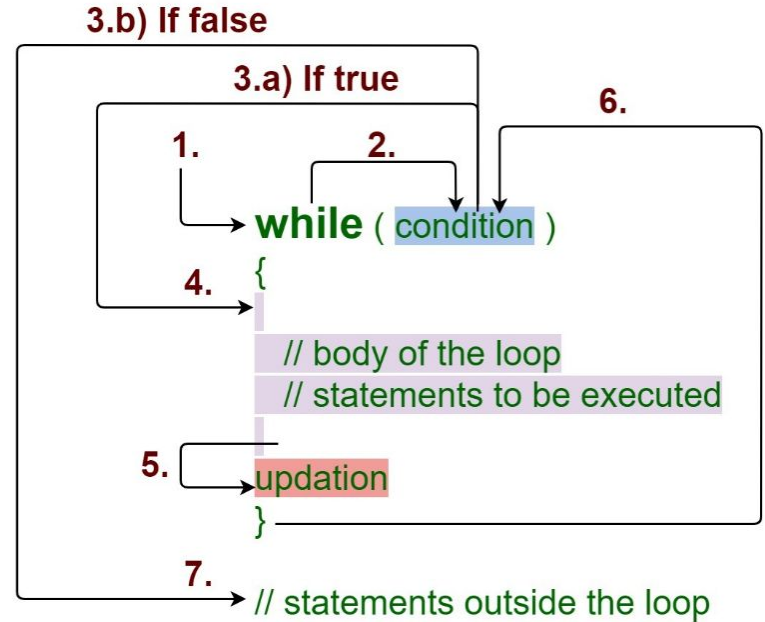 3.b) If false
3.a) If true
6.
1.
2.
while ( condition )
{
4.
// body of the loop
// statements to be executed
5.
updation
}
7.
// statements outside the loop